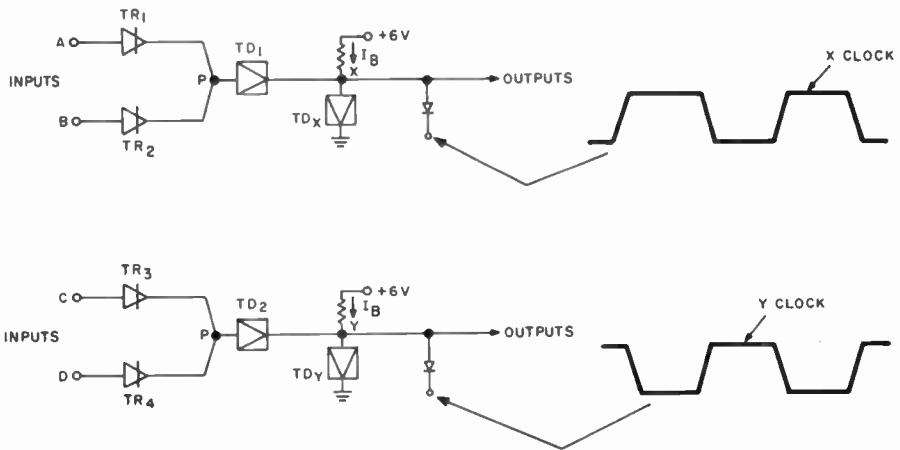 TR1
A
TD1
+6V
IB
X
INPUTS
P
OUTPUTS
X CLOCK
TDX
B
TR2
TR3
C
TD2
+6V
IB
Y
INPUTS
P
OUTPUTS
Y CLOCK
TDY
D
TR4